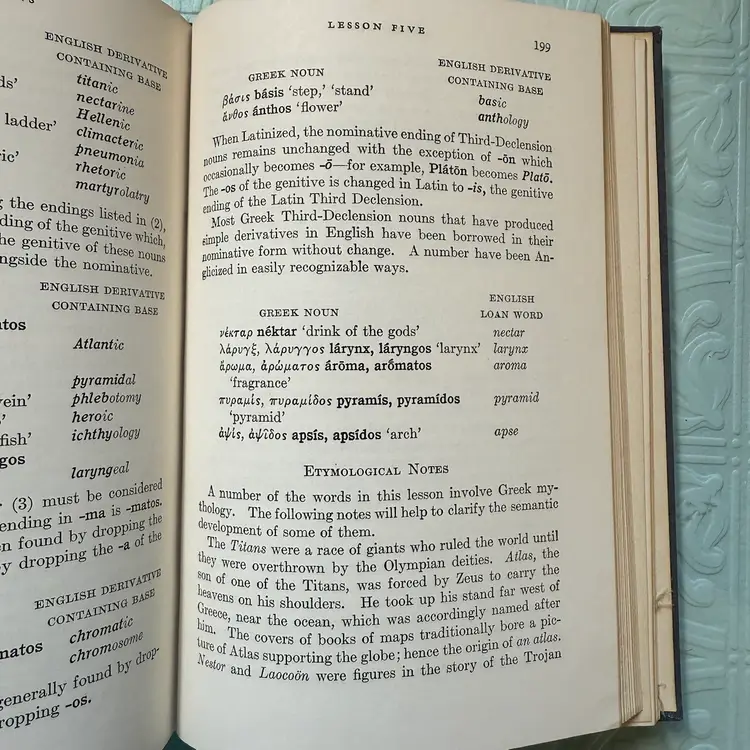 ENGLISH DERIVATIVE
CONTAINING BASE
titanic
nectarine
Hellenic
ladder’ climacteric
pneumonia
ric’ rhetoric
martyrolatry
the endings listed in (2),
ding of the genitive which,
he genitive of these nouns
ngside the nominative.
ENGLISH DERIVATIVE
CONTAINING BASE
atos
Atlantic
pyramidal
vein’ phlebotomy
heroic
fish’ ichthyology
gos
laryngeal
(3) must be considered
ending in -ma is -matos.
n found by dropping the
y dropping the -a of the
ENGLISH DERIVATIVE
CONTAINING BASE
matos chromatic
chromosome
generally found by drop-
ropping -os.
LESSON FIVE 199
GREEK NOUN ENGLISH DERIVATIVE
CONTAINING BASE
βάσις básis ‘step,’ ‘stand’ basic
ἄνθος ánthos ‘flower’ anthology
When Latinized, the nominative ending of Third-Declension
nouns remains unchanged with the exception of -ōn which
occasionally becomes -ō—for example, Plátōn becomes Platō.
The -os of the genitive is changed in Latin to -is, the genitive
ending of the Latin Third Declension.
Most Greek Third-Declension nouns that have produced
simple derivatives in English have been borrowed in their
nominative form without change. A number have been An-
glicized in easily recognizable ways.
GREEK NOUN ENGLISH
LOAN WORD
νέκταρ néktar ‘drink of the gods’ nectar
λάρυγξ, λάρυγγος lárynx, láryngos ‘larynx’ larynx
ἄρωμα, ἀρώματος árōma, arṓmatos aroma
‘fragrance’
πυραμίς, πυραμίδος pyramís, pyramídos pyramid
‘pyramid’
ἁψίς, ἁψῖδος apsís, apsídos ‘arch’ apse
ETYMOLOGICAL NOTES
A number of the words in this lesson involve Greek my-
thology. The following notes will help to clarify the semantic
development of some of them.
The Titans were a race of giants who ruled the world until
they were overthrown by the Olympian deities. Atlas, the
son of one of the Titans, was forced by Zeus to carry the
heavens on his shoulders. He took up his stand far west of
Greece, near the ocean, which was accordingly named after
him. The covers of books of maps traditionally bore a pic-
ture of Atlas supporting the globe; hence the origin of an atlas.
Nestor and Laocoön were figures in the story of the Trojan